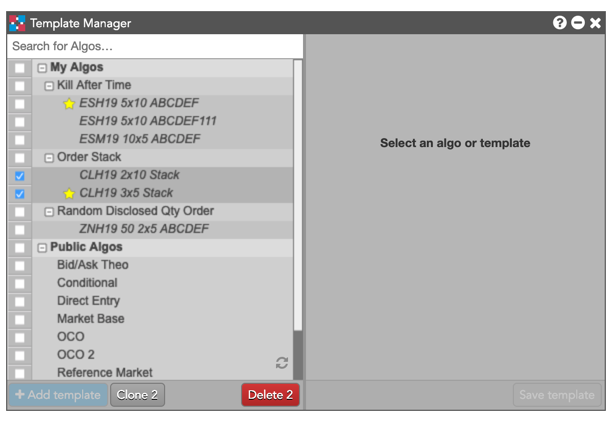 Template Manager
Search for Algos...
My Algos
Kill After Time
ESH19 5x10 ABCDEF
ESH19 5x10 ABCDEF111
ESM19 10x5 ABCDEF
Order Stack
CLH19 2x10 Stack
CLH19 3x5 Stack
Random Disclosed Qty Order
ZNH19 50 2x5 ABCDEF
Public Algos
Bid/Ask Theo
Conditional
Direct Entry
Market Base
OCO
OCO 2
Reference Market
Select an algo or template
+ Add template
Clone 2
Delete 2
Save template